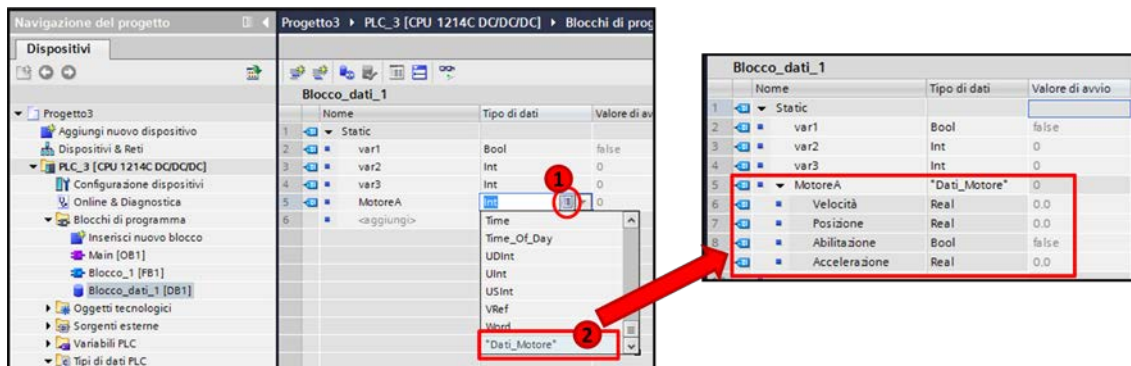 Navigazione del progetto
Dispositivi
Progetto3
Aggiungi nuovo dispositivo
Dispositivi & Reti
PLC_3 [CPU 1214C DC/DC/DC]
Configurazione dispositivi
Online & Diagnostica
Blocchi di programma
Inserisci nuovo blocco
Main [OB1]
Blocco_1 [FB1]
Blocco_dati_1 [DB1]
Oggetti tecnologici
Sorgenti esterne
Variabili PLC
Tipi di dati PLC
Progetto3 PLC_3 [CPU 1214C DC/DC/DC] Blocchi di prog
Blocco_dati_1
Nome Tipo di dati Valore di av
1 Static
2 var1 Bool false
3 var2 Int 0
4 var3 Int 0
5 MotoreA Int 0
6 <aggiungi>
1
Time
Time_Of_Day
UDInt
UInt
USInt
VRef
Word
"Dati_Motore"
2
Blocco_dati_1
Nome Tipo di dati Valore di avvio
1 Static
2 var1 Bool false
3 var2 Int 0
4 var3 Int 0
5 MotoreA "Dati_Motore" 0
6 Velocità Real 0.0
7 Posizione Real 0.0
8 Abilitazione Bool false
Accelerazione Real 0.0